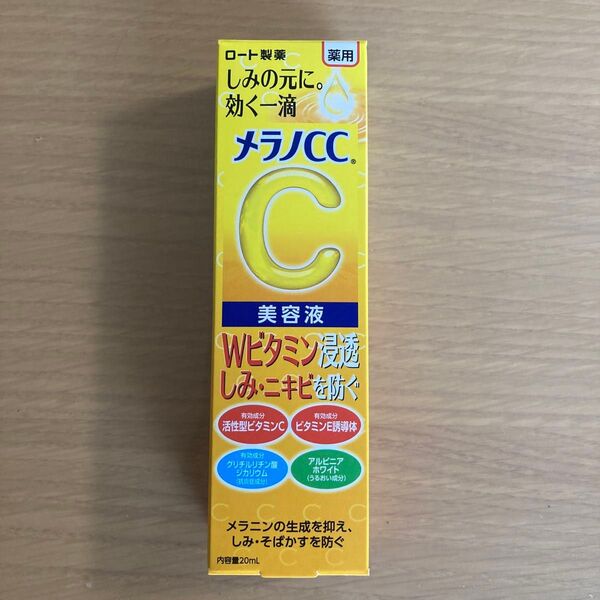 ロート製薬
薬用
しみの元に。
効く一滴
C
メラノCC®
C
美容液
Wビタミン浸透
しみ・ニキビを防ぐ
有効成分
活性型ビタミンC
有効成分
ビタミンE誘導体
有効成分
グリチルリチン酸
ジカリウム
(抗炎症成分)
アルピニア
ホワイト
(うるおい成分)
メラニンの生成を抑え、
しみ・そばかすを防ぐ
内容量20mL